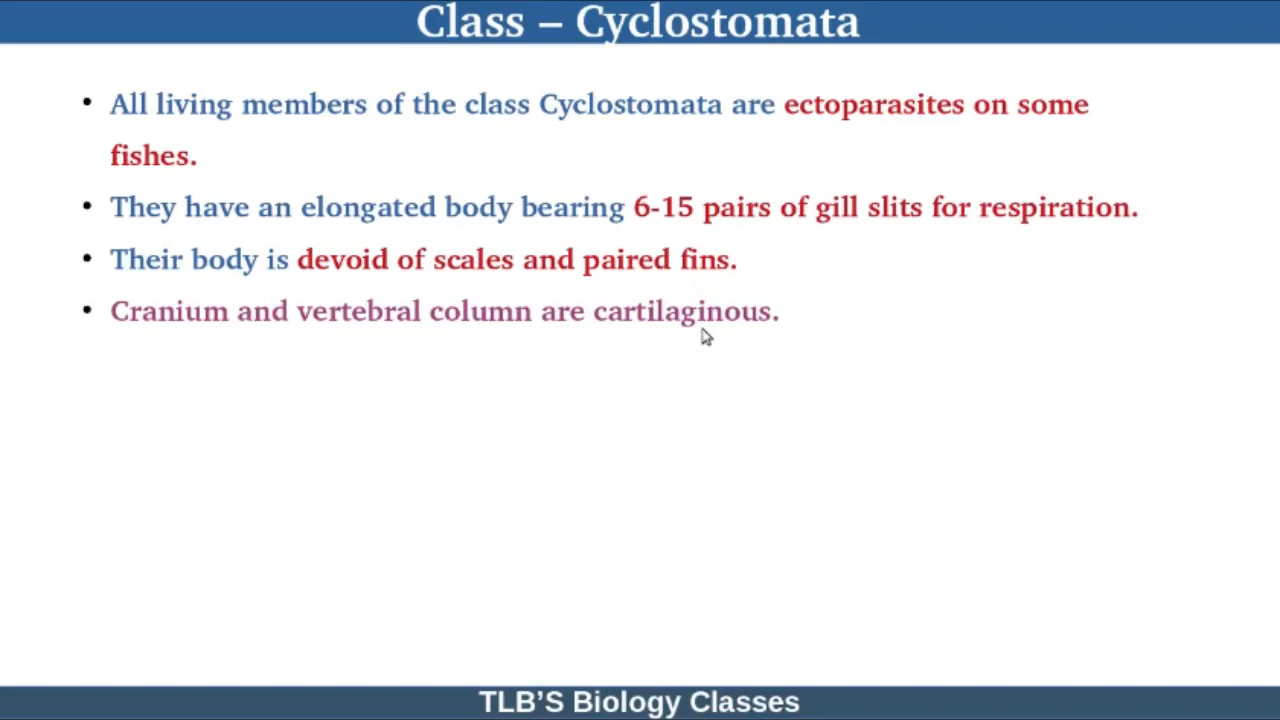 Class – Cyclostomata
• All living members of the class Cyclostomata are ectoparasites on some
fishes.
• They have an elongated body bearing 6-15 pairs of gill slits for respiration.
• Their body is devoid of scales and paired fins.
• Cranium and vertebral column are cartilaginous.
TLB’S Biology Classes